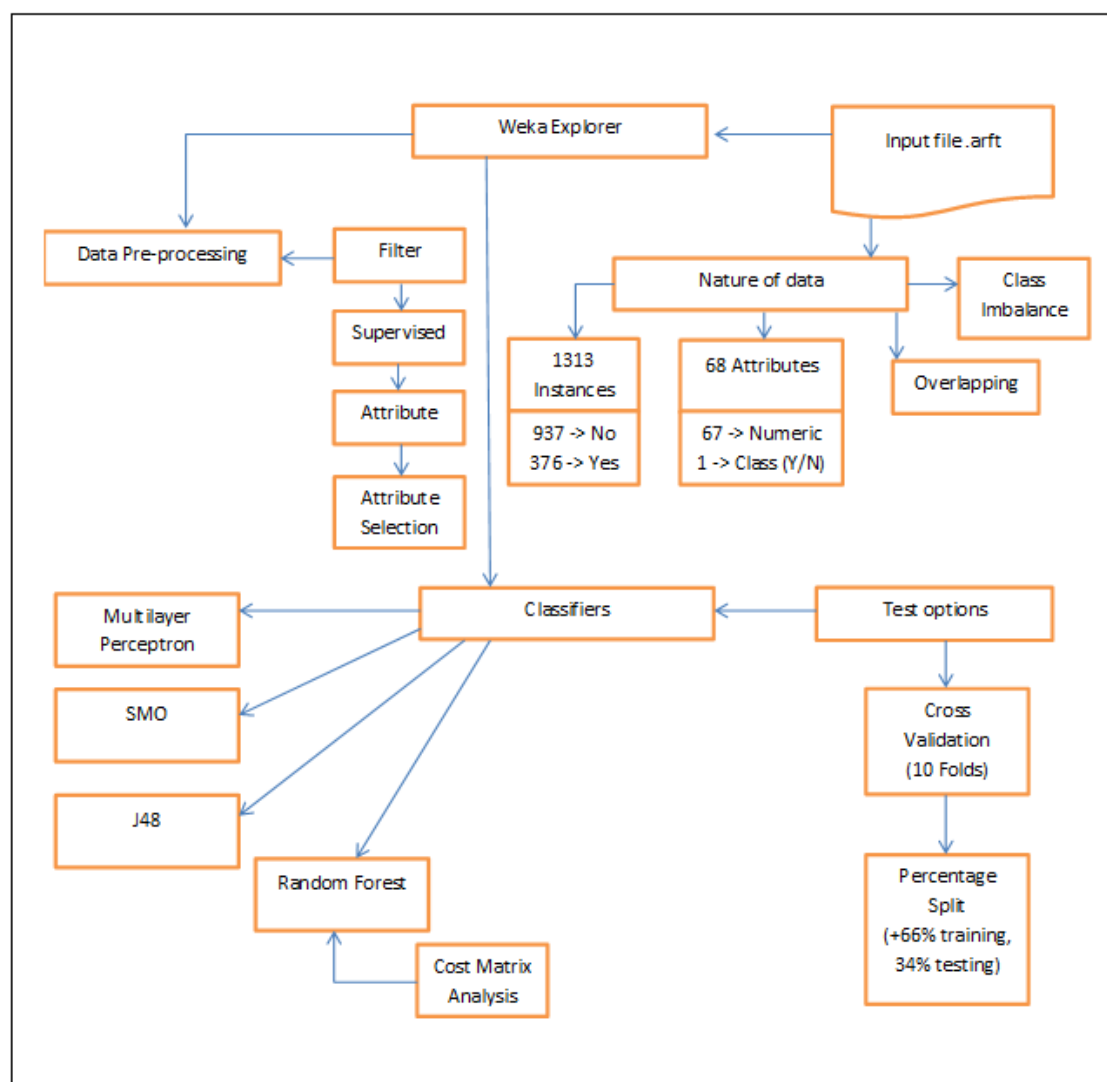 Weka Explorer
Input file .arft
Data Pre-processing
Filter
Supervised
Attribute
Attribute
Selection
Nature of data
Class
Imbalance
Overlapping
1313
Instances
937 -> No
376 -> Yes
68 Attributes
67 -> Numeric
1 -> Class (Y/N)
Classifiers
Test options
Multilayer
Perceptron
SMO
J48
Random Forest
Cost Matrix
Analysis
Cross
Validation
(10 Folds)
Percentage
Split
(+66% training,
34% testing)